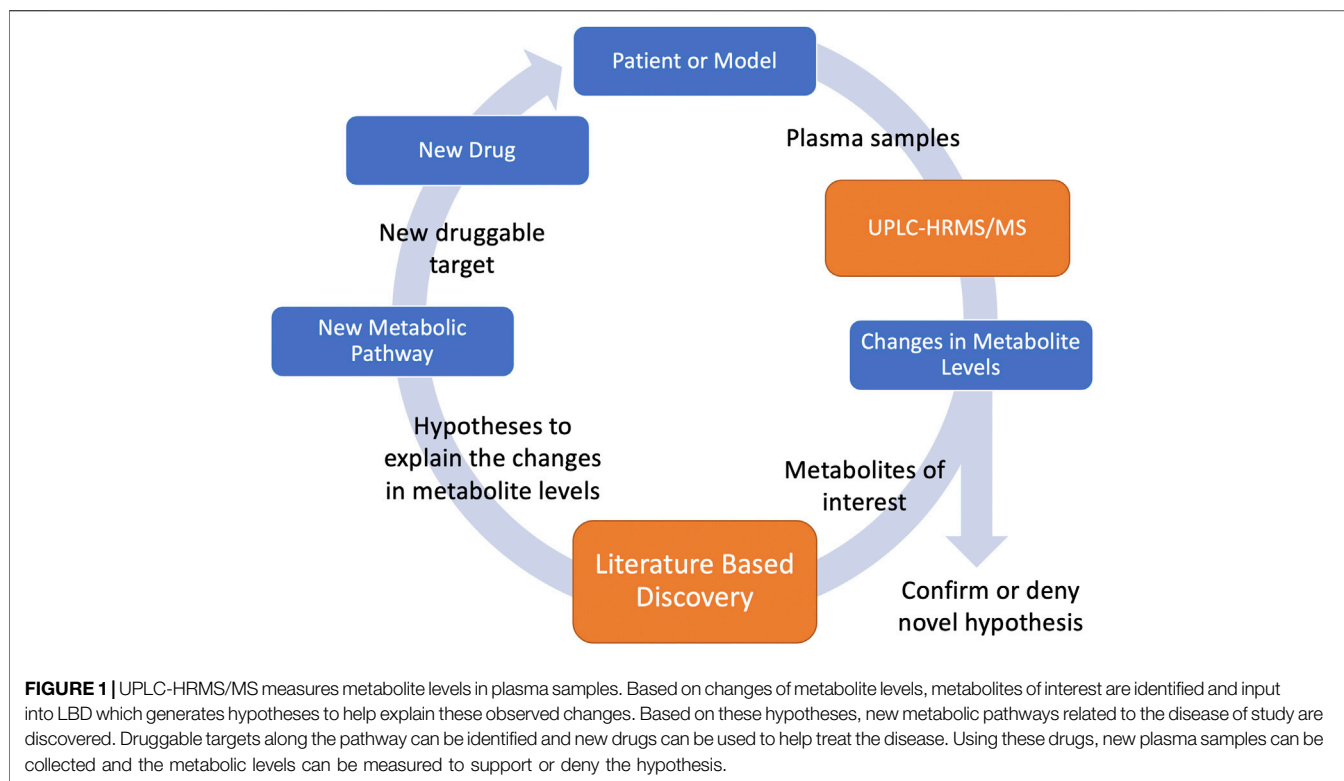 Patient or Model
Plasma samples
UPLC-HRMS/MS
Changes in Metabolite
Levels
Metabolites of
interest
Confirm or deny
novel hypothesis
Literature Based
Discovery
Hypotheses to
explain the changes
in metabolite levels
New Metabolic
Pathway
New druggable
target
New Drug
FIGURE 1 | UPLC-HRMS/MS measures metabolite levels in plasma samples. Based on changes of metabolite levels, metabolites of interest are identified and input
into LBD which generates hypotheses to help explain these observed changes. Based on these hypotheses, new metabolic pathways related to the disease of study are
discovered. Druggable targets along the pathway can be identified and new drugs can be used to help treat the disease. Using these drugs, new plasma samples can be
collected and the metabolic levels can be measured to support or deny the hypothesis.